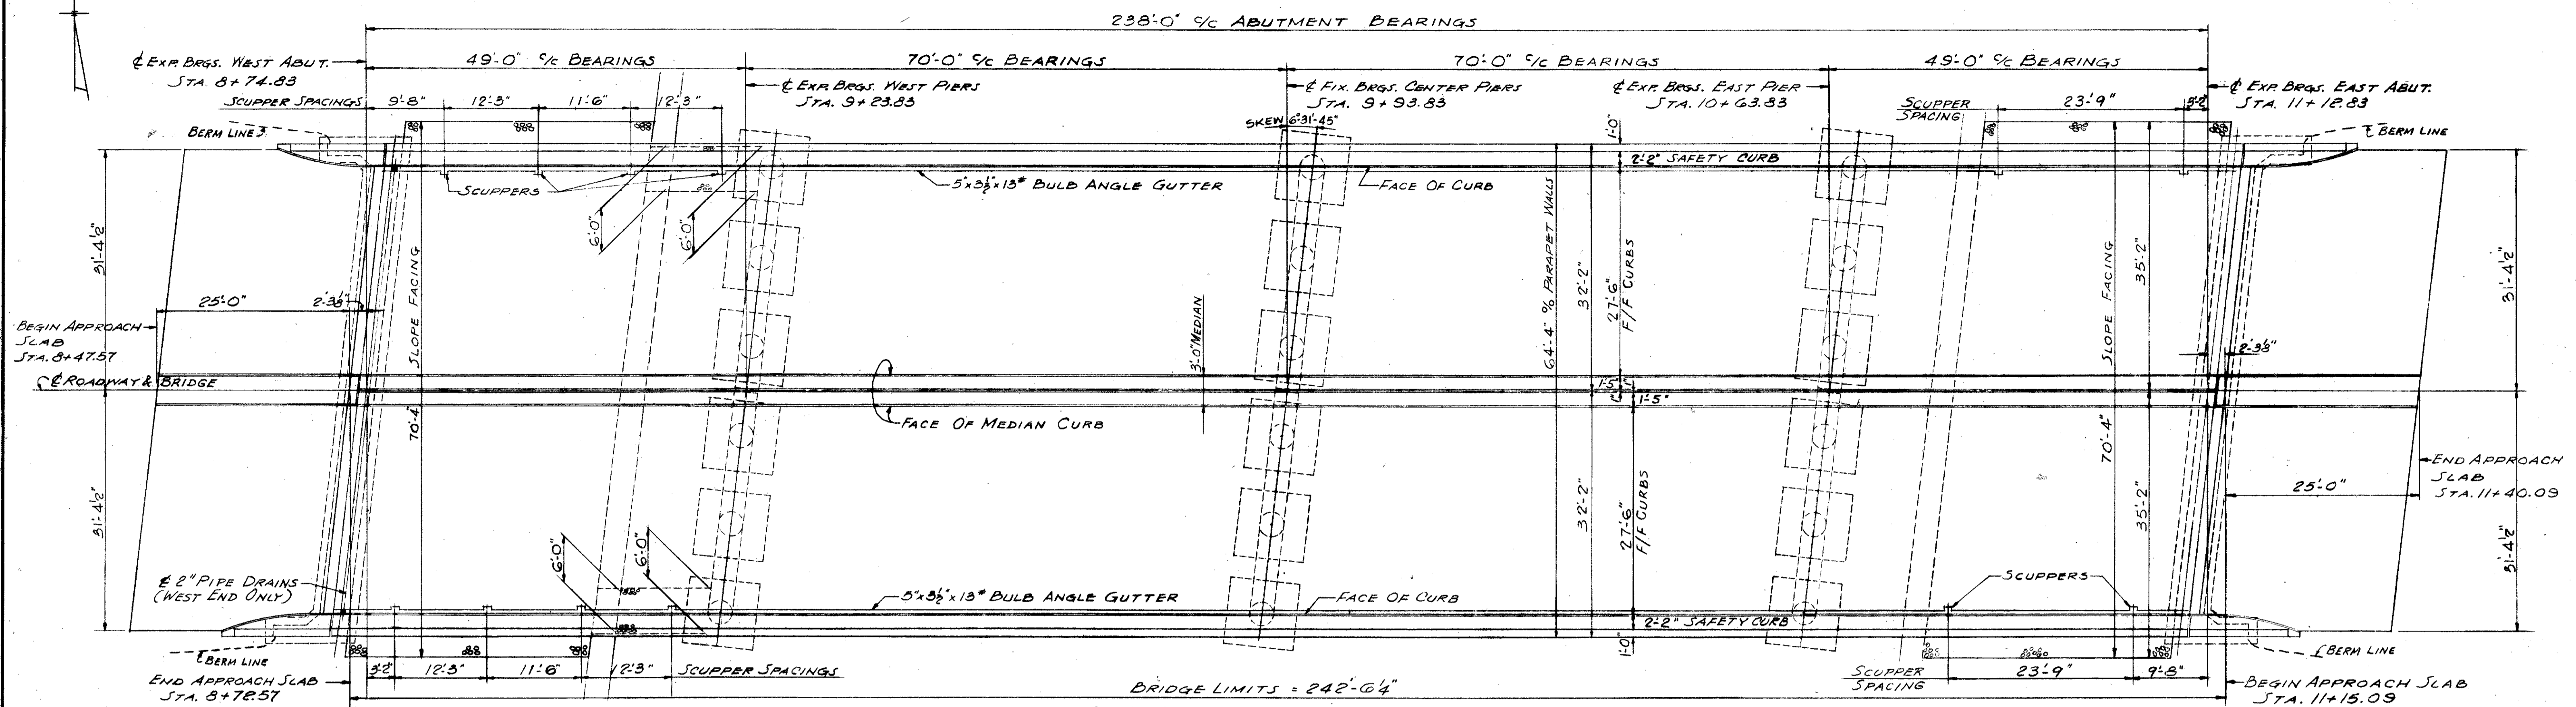 238'-0" c/c ABUTMENT BEARINGS
₵ EXP. BRGS. WEST ABUT.
STA. 8+74.83
49'-0" c/c BEARINGS
70'-0" c/c BEARINGS
70'-0" c/c BEARINGS
49'-0" c/c BEARINGS
₵ EXP. BRGS. WEST PIERS
STA. 9+23.83
₵ FIX. BRGS. CENTER PIERS
STA. 9+93.83
₵ EXP. BRGS. EAST PIER
STA. 10+63.83
₵ EXP. BRGS. EAST ABUT.
STA. 11+12.83
SCUPPER SPACINGS
9'-8"
12'-3"
11'-6"
12'-3"
SCUPPER
SPACING
23'-9"
3'-2"
BERM LINE
SKEW 6°-31'-45"
1'-0"
BERM LINE
2'-2" SAFETY CURB
SCUPPERS
5"x3½"x13# BULB ANGLE GUTTER
FACE OF CURB
6'-0"
6'-0"
31'-4½"
SLOPE FACING
70'-4"
64'-4" o/o PARAPET WALLS
32'-2"
27'-6"
F/F CURBS
SLOPE FACING
70'-4"
35'-2"
31'-4½"
25'-0"
2'-3⅛"
BEGIN APPROACH
SLAB
STA. 8+47.57
₵ ROADWAY & BRIDGE
3'-0" MEDIAN
2'-3⅛"
1'-5"
1'-5"
FACE OF MEDIAN CURB
END APPROACH
SLAB
STA. 11+40.09
25'-0"
31'-4½"
32'-2"
27'-6"
F/F CURBS
35'-2"
31'-4½"
6'-0"
6'-0"
₵ 2" PIPE DRAINS
(WEST END ONLY)
5"x3½"x13# BULB ANGLE GUTTER
FACE OF CURB
SCUPPERS
2'-2" SAFETY CURB
1'-0"
BERM LINE
BERM LINE
3'-2"
12'-3"
11'-6"
12'-3"
SCUPPER SPACINGS
SCUPPER
SPACING
23'-9"
9'-8"
END APPROACH SLAB
STA. 8+72.57
BRIDGE LIMITS = 242'-6¼"
BEGIN APPROACH SLAB
STA. 11+15.09